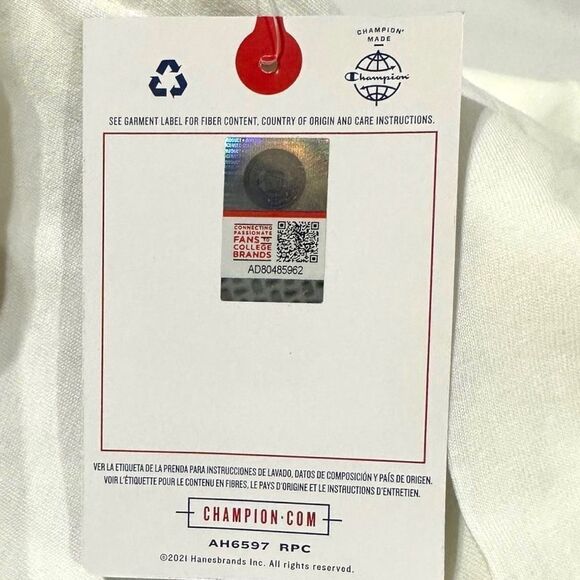 CHAMPION®
MADE
Champion
SEE GARMENT LABEL FOR FIBER CONTENT, COUNTRY OF ORIGIN AND CARE INSTRUCTIONS.
CONNECTING
PASSIONATE
FANS TO
COLLEGE
BRANDS
AD80485962
VER LA ETIQUETA DE LA PRENDA PARA INSTRUCCIONES DE LAVADO, DATOS DE COMPOSICIÓN Y PAÍS DE ORIGEN.
VOIR L'ÉTIQUETTE POUR LE CONTENU EN FIBRES, LE PAYS D'ORIGINE ET LE INSTRUCTIONS D'ENTRETIEN.
CHAMPION·COM
AH6597 RPC
©2021 Hanesbrands Inc. All rights reserved.